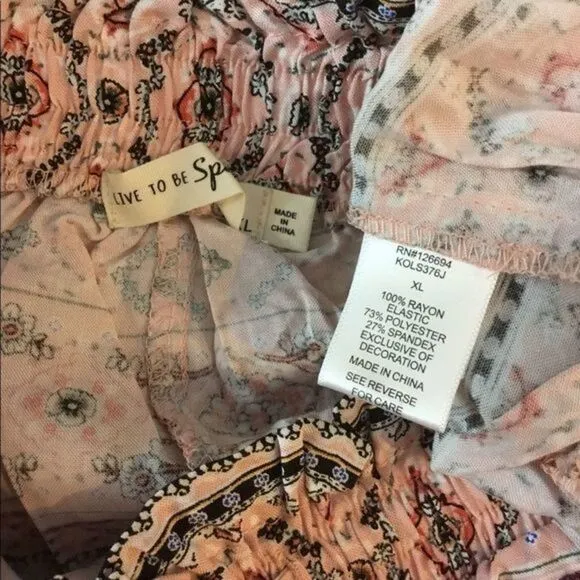 LIVE TO BE Sp
XL
MADE IN
CHINA
RN#126694
KOLS376J
XL
100% RAYON
ELASTIC
73% POLYESTER
27% SPANDEX
EXCLUSIVE OF
DECORATION
MADE IN CHINA
SEE REVERSE
FOR CARE